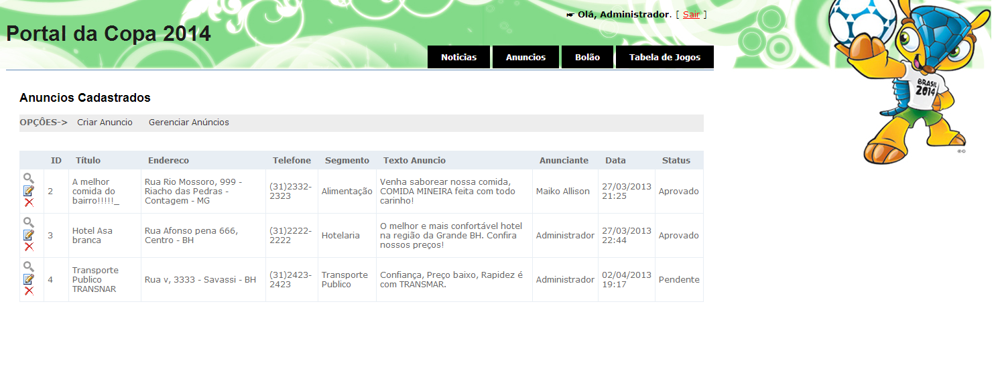 ☛ Olá, Administrador. [ Sair ]
Portal da Copa 2014
Noticias Anuncios Bolão Tabela de Jogos
BRASIL
2014
Anuncios Cadastrados
OPÇÔES-> Criar Anuncio Gerenciar Anúncios
ID Título Endereco Telefone Segmento Texto Anuncio Anunciante Data Status
2
A melhor
comida do
bairro!!!!!_
Rua Rio Mossoro, 999 -
Riacho das Pedras -
Contagem - MG
(31)2332-
2323
Alimentação
Venha saborear nossa comida,
COMIDA MINEIRA feita com todo
carinho!
Maiko Allison
27/03/2013
21:25
Aprovado
3
Hotel Asa
branca
Rua Afonso pena 666,
Centro - BH
(31)2222-
2222
Hotelaria
O melhor e mais confortável hotel
na região da Grande BH. Confira
nossos preços!
Administrador
27/03/2013
22:44
Aprovado
4
Transporte
Publico
TRANSNAR
Rua v, 3333 - Savassi - BH
(31)2423-
2423
Transporte
Publico
Confiança, Preço baixo, Rapidez é
com TRANSMAR.
Administrador
02/04/2013
19:17
Pendente